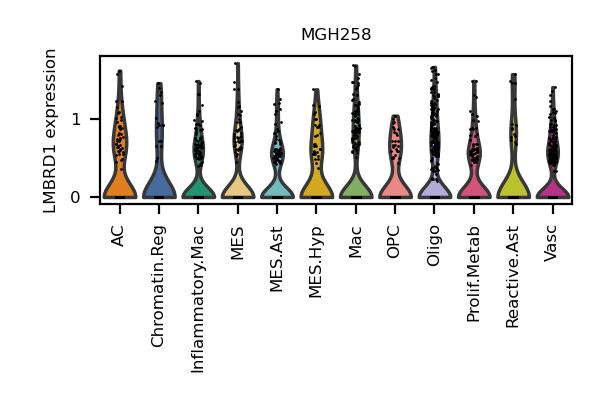 MGH258
LMBRD1 expression
1
0
AC
Chromatin.Reg
Inflammatory.Mac
MES
MES.Ast
MES.Hyp
Mac
OPC
Oligo
Prolif.Metab
Reactive.Ast
Vasc